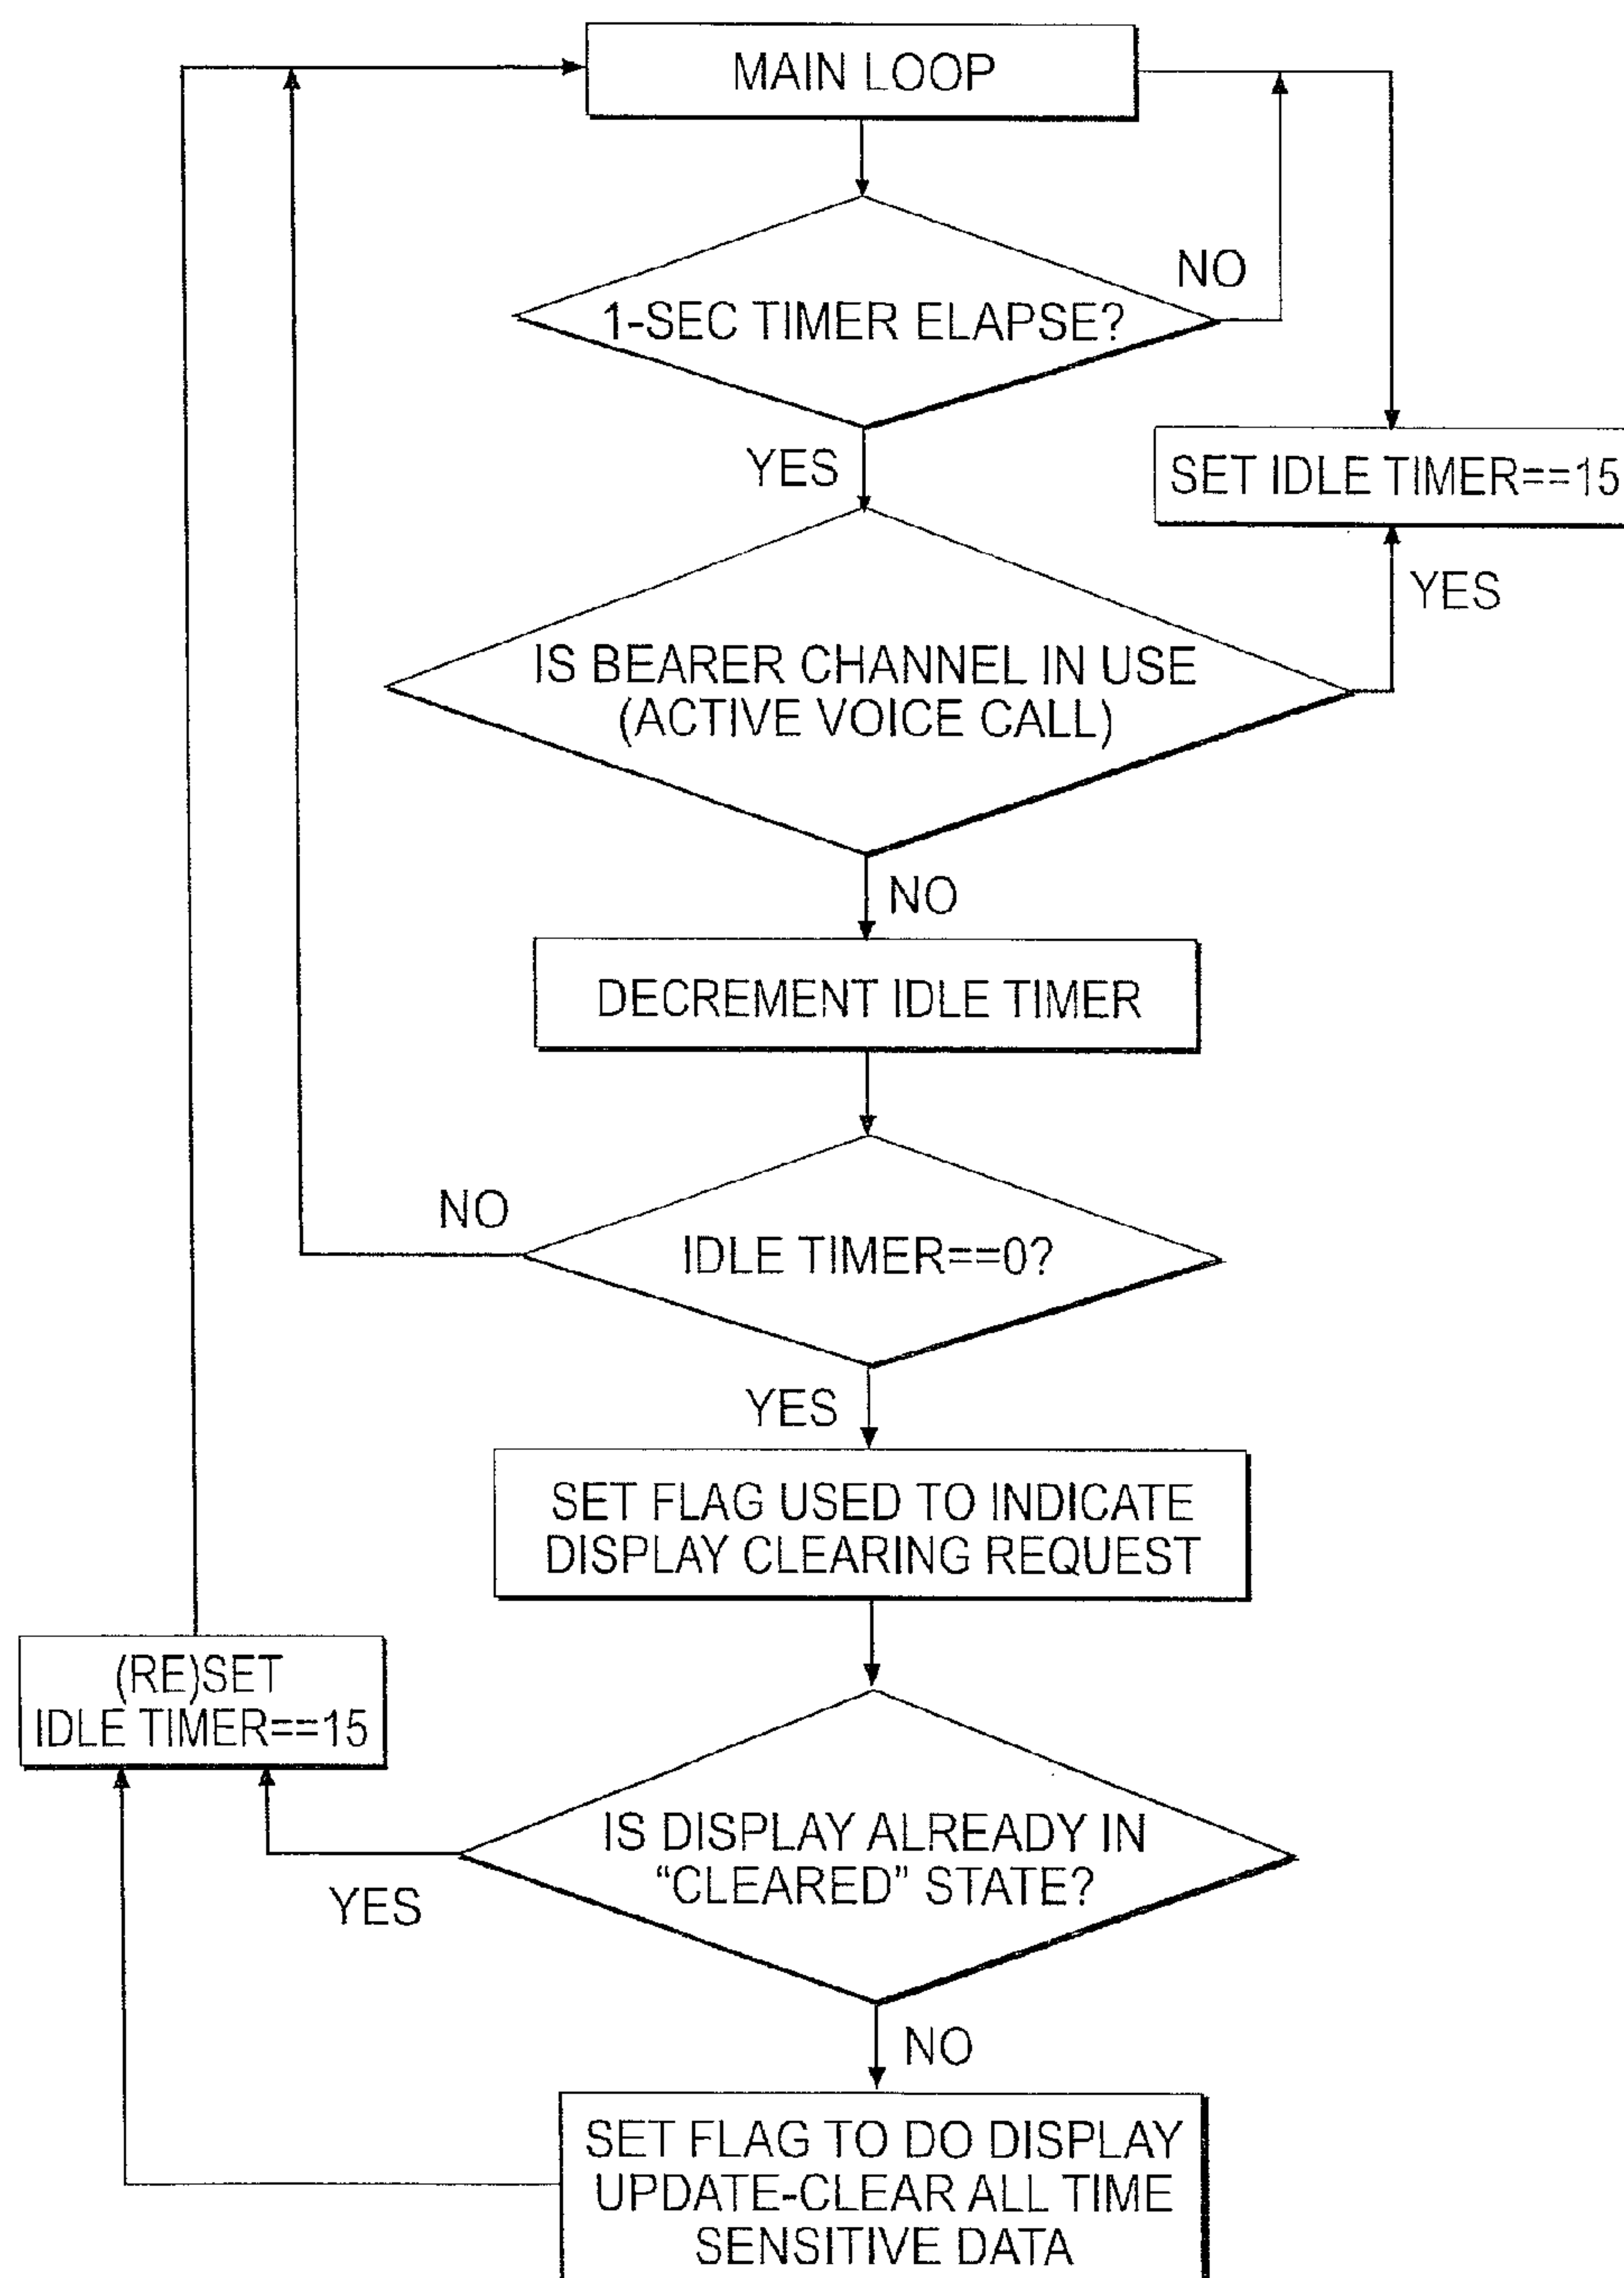 MAIN LOOP
NO
1-SEC TIMER ELAPSE?
YES
SET IDLE TIMER==15
YES
IS BEARER CHANNEL IN USE
(ACTIVE VOICE CALL)
NO
DECREMENT IDLE TIMER
NO
IDLE TIMER==0?
YES
SET FLAG USED TO INDICATE
DISPLAY CLEARING REQUEST
(RE)SET
IDLE TIMER==15
IS DISPLAY ALREADY IN
“CLEARED” STATE?
YES
NO
SET FLAG TO DO DISPLAY
UPDATE-CLEAR ALL TIME
SENSITIVE DATA